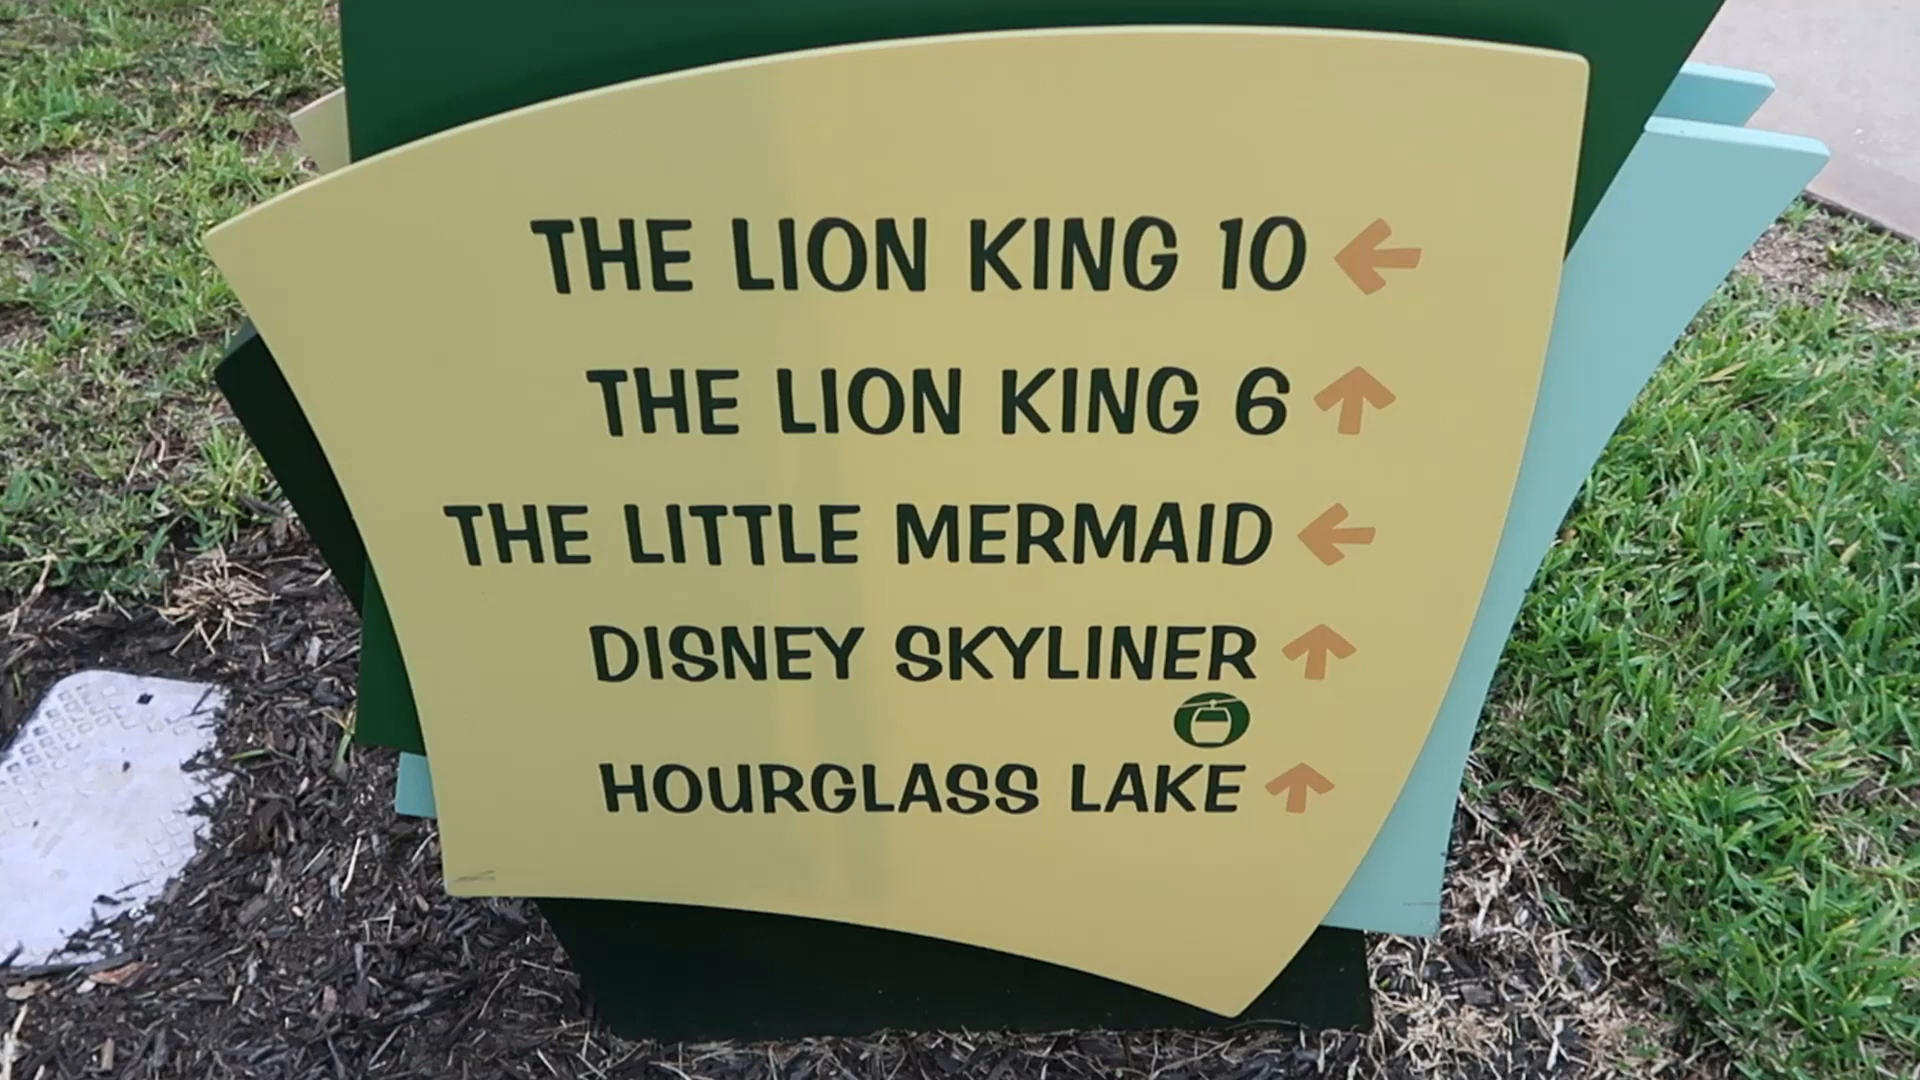 THE LION KING 10 ←
THE LION KING 6 ↑
THE LITTLE MERMAID ←
DISNEY SKYLINER ↑
HOURGLASS LAKE ↑